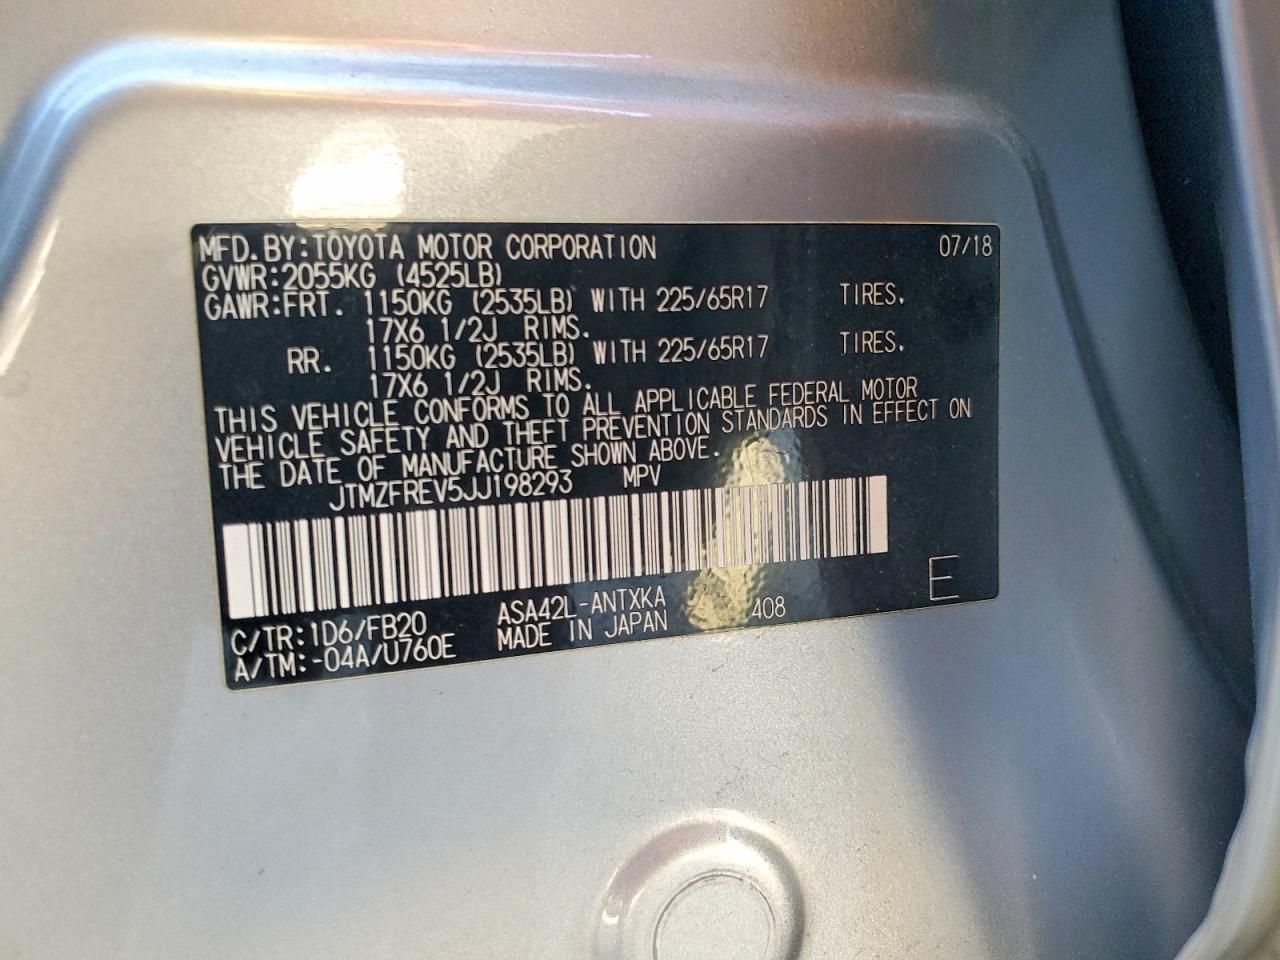 MFD. BY: TOYOTA MOTOR CORPORATION 07/18
GVWR: 2055KG (4525LB)
GAWR: FRT. 1150KG (2535LB) WITH 225/65R17 TIRES.
17X6 1/2J RIMS.
RR. 1150KG (2535LB) WITH 225/65R17 TIRES.
17X6 1/2J RIMS.
THIS VEHICLE CONFORMS TO ALL APPLICABLE FEDERAL MOTOR
VEHICLE SAFETY AND THEFT PREVENTION STANDARDS IN EFFECT ON
THE DATE OF MANUFACTURE SHOWN ABOVE.
JTMZFREV5JJ198293 MPV
C/TR: 1D6/FB20 ASA42L-ANTXKA 408 E
A/TM: -04A/U760E MADE IN JAPAN